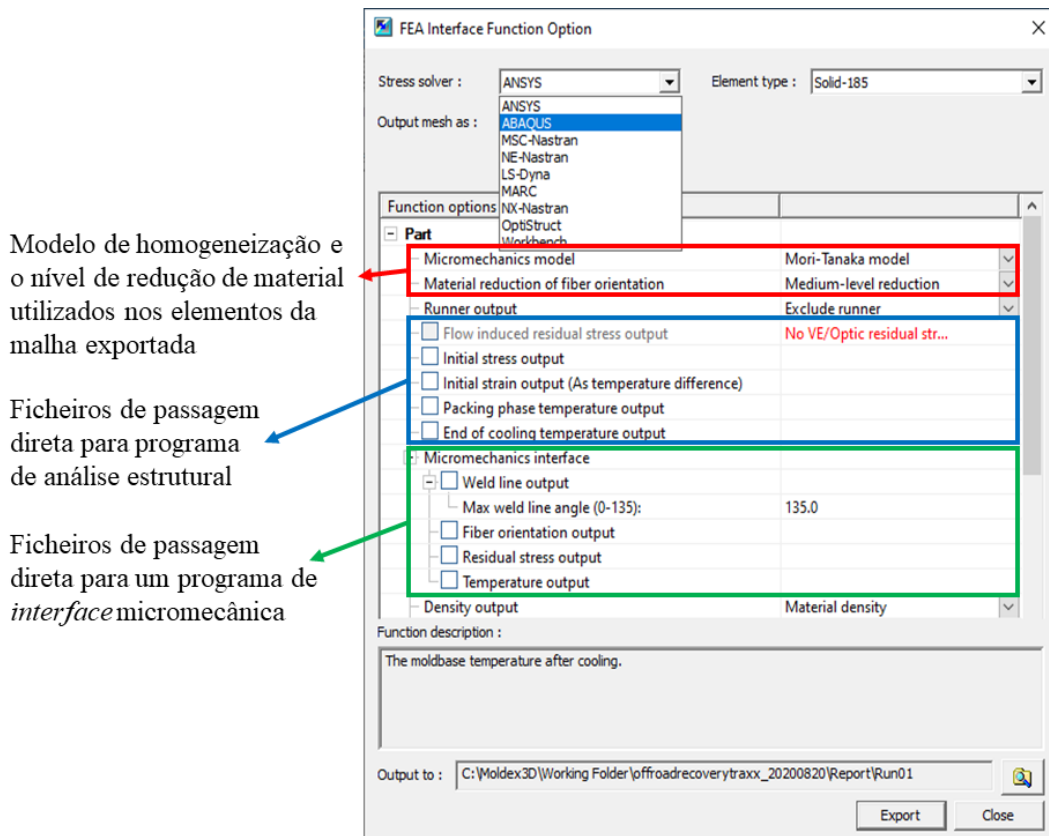 FEA Interface Function Option
Stress solver :
ANSYS
Element type :
Solid-185
ANSYS
Output mesh as :
ABAQUS
MSC-Nastran
NE-Nastran
LS-Dyna
MARC
NX-Nastran
OptiStruct
Workbench
Function options
Part
Micromechanics model
Mori-Tanaka model
Material reduction of fiber orientation
Medium-level reduction
Runner output
Exclude runner
Flow induced residual stress output
No VE/Optic residual str...
Initial stress output
Initial strain output (As temperature difference)
Packing phase temperature output
End of cooling temperature output
Micromechanics interface
Weld line output
Max weld line angle (0-135):
135.0
Fiber orientation output
Residual stress output
Temperature output
Density output
Material density
Function description :
The moldbase temperature after cooling.
Output to :
C:\Moldex3D\Working Folder\offroadrecoverytraxx_20200820\Report\Run01
Export
Close
Modelo de homogeneização e
o nível de redução de material
utilizados nos elementos da
malha exportada
Ficheiros de passagem
direta para programa
de análise estrutural
Ficheiros de passagem
direta para um programa de
interface micromecânica